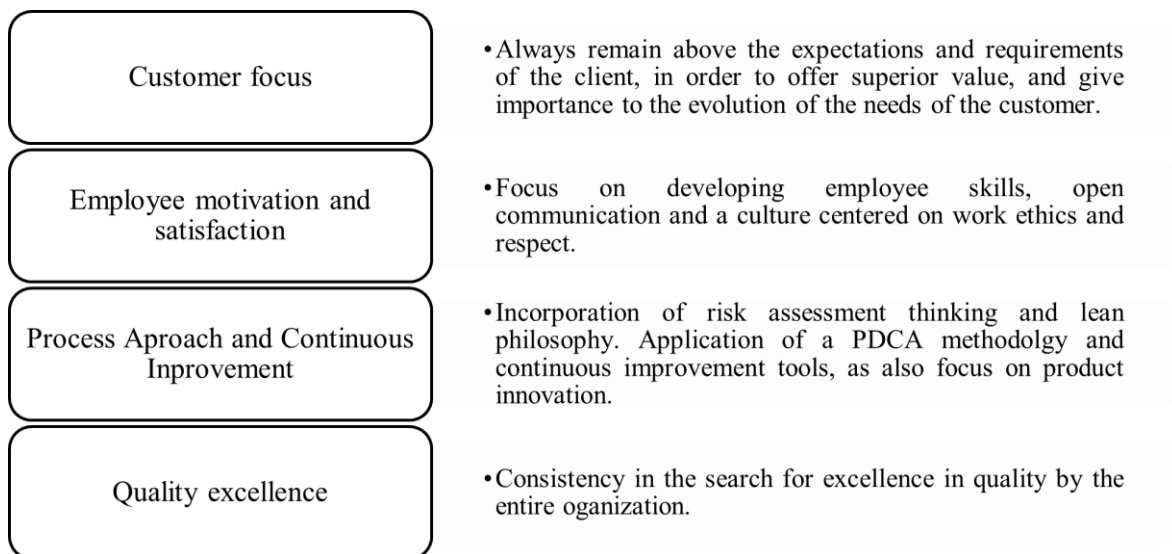 Customer focus
•Always remain above the expectations and requirements
of the client, in order to offer superior value, and give
importance to the evolution of the needs of the customer.
Employee motivation and
satisfaction
•Focus on developing employee skills, open
communication and a culture centered on work ethics and
respect.
Process Aproach and Continuous
Inprovement
•Incorporation of risk assessment thinking and lean
philosophy. Application of a PDCA methodolgy and
continuous improvement tools, as also focus on product
innovation.
Quality excellence
•Consistency in the search for excellence in quality by the
entire oganization.